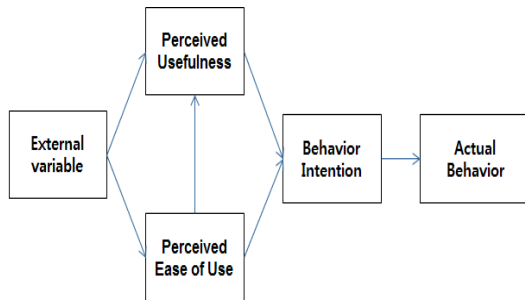 Perceived
Usefulness
External
variable
Behavior
Intention
Actual
Behavior
Perceived
Ease of Use